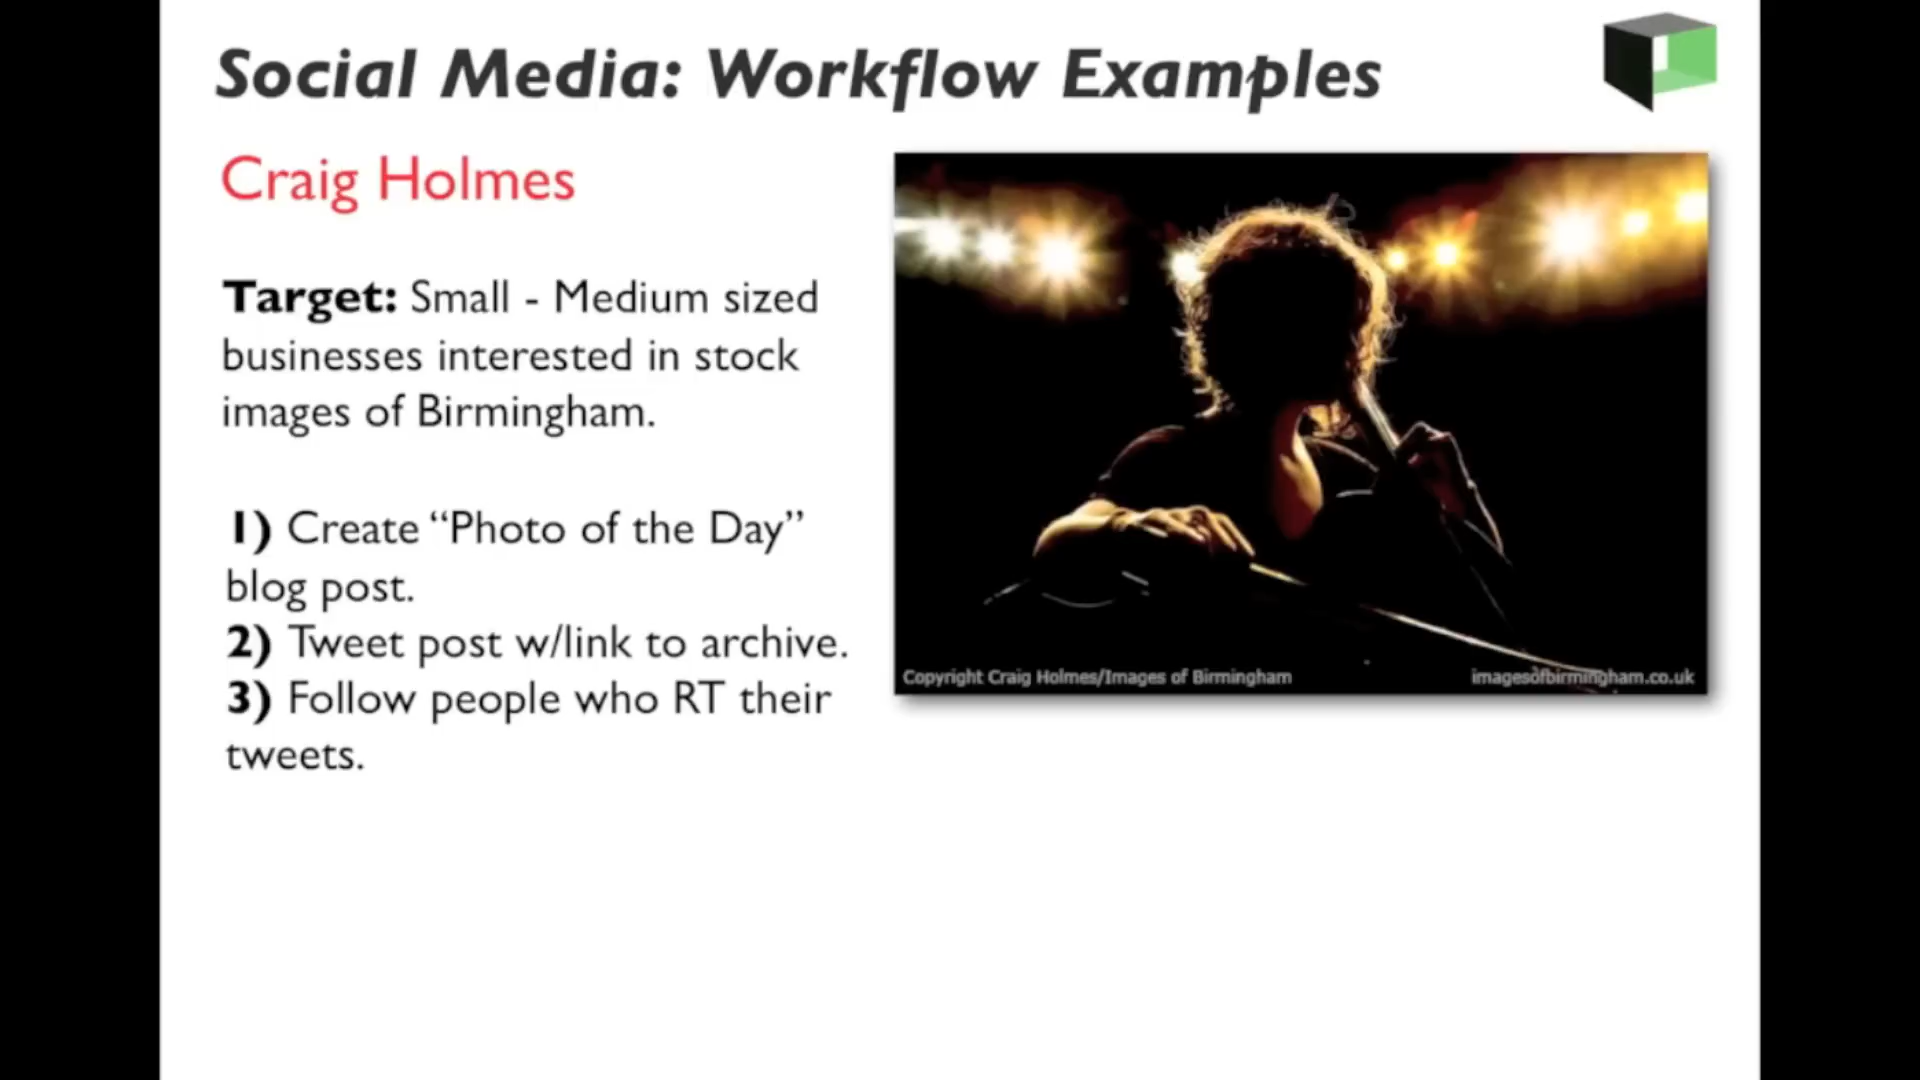 Social Media: Workflow Examples
Craig Holmes
Target: Small - Medium sized
businesses interested in stock
images of Birmingham.
1) Create “Photo of the Day”
blog post.
2) Tweet post w/link to archive.
3) Follow people who RT their
tweets.
Copyright Craig Holmes/Images of Birmingham
imagesofbirmingham.co.uk